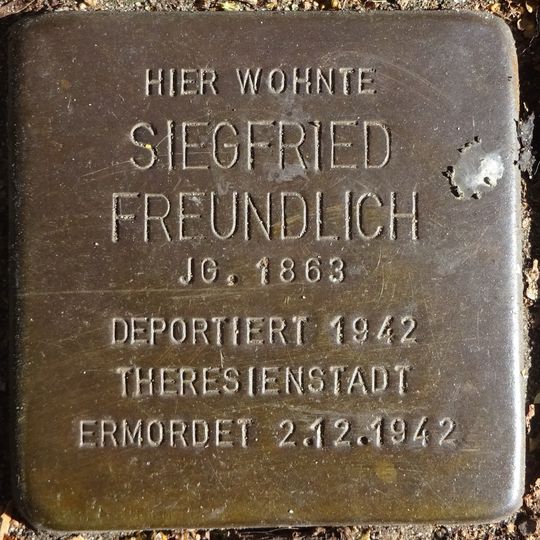 HIER WOHNTE
SIEGFRIED
FREUNDLICH
JG. 1863
DEPORTIERT 1942
THERESIENSTADT
ERMORDET 2.12.1942